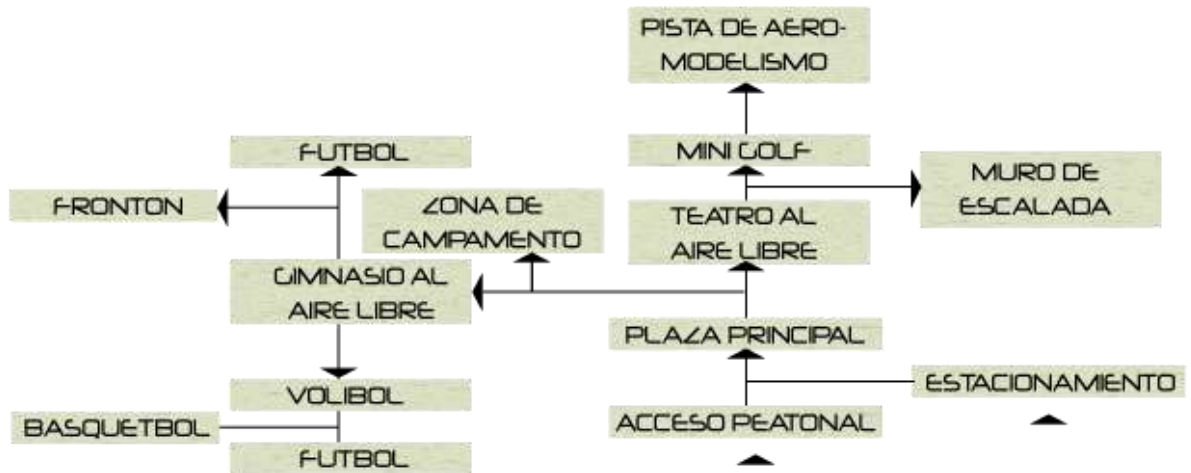 PISTA DE AERO-
MODELISMO
FUTBOL
MINI GOLF
FRONTON
ZONA DE
CAMPAMENTO
TEATRO AL
AIRE LIBRE
MURO DE
ESCALADA
GIMNASIO AL
AIRE LIBRE
PLAZA PRINCIPAL
VOLIBOL
ESTACIONAMIENTO
BASQUETBOL
ACCESO PEATONAL
FUTBOL